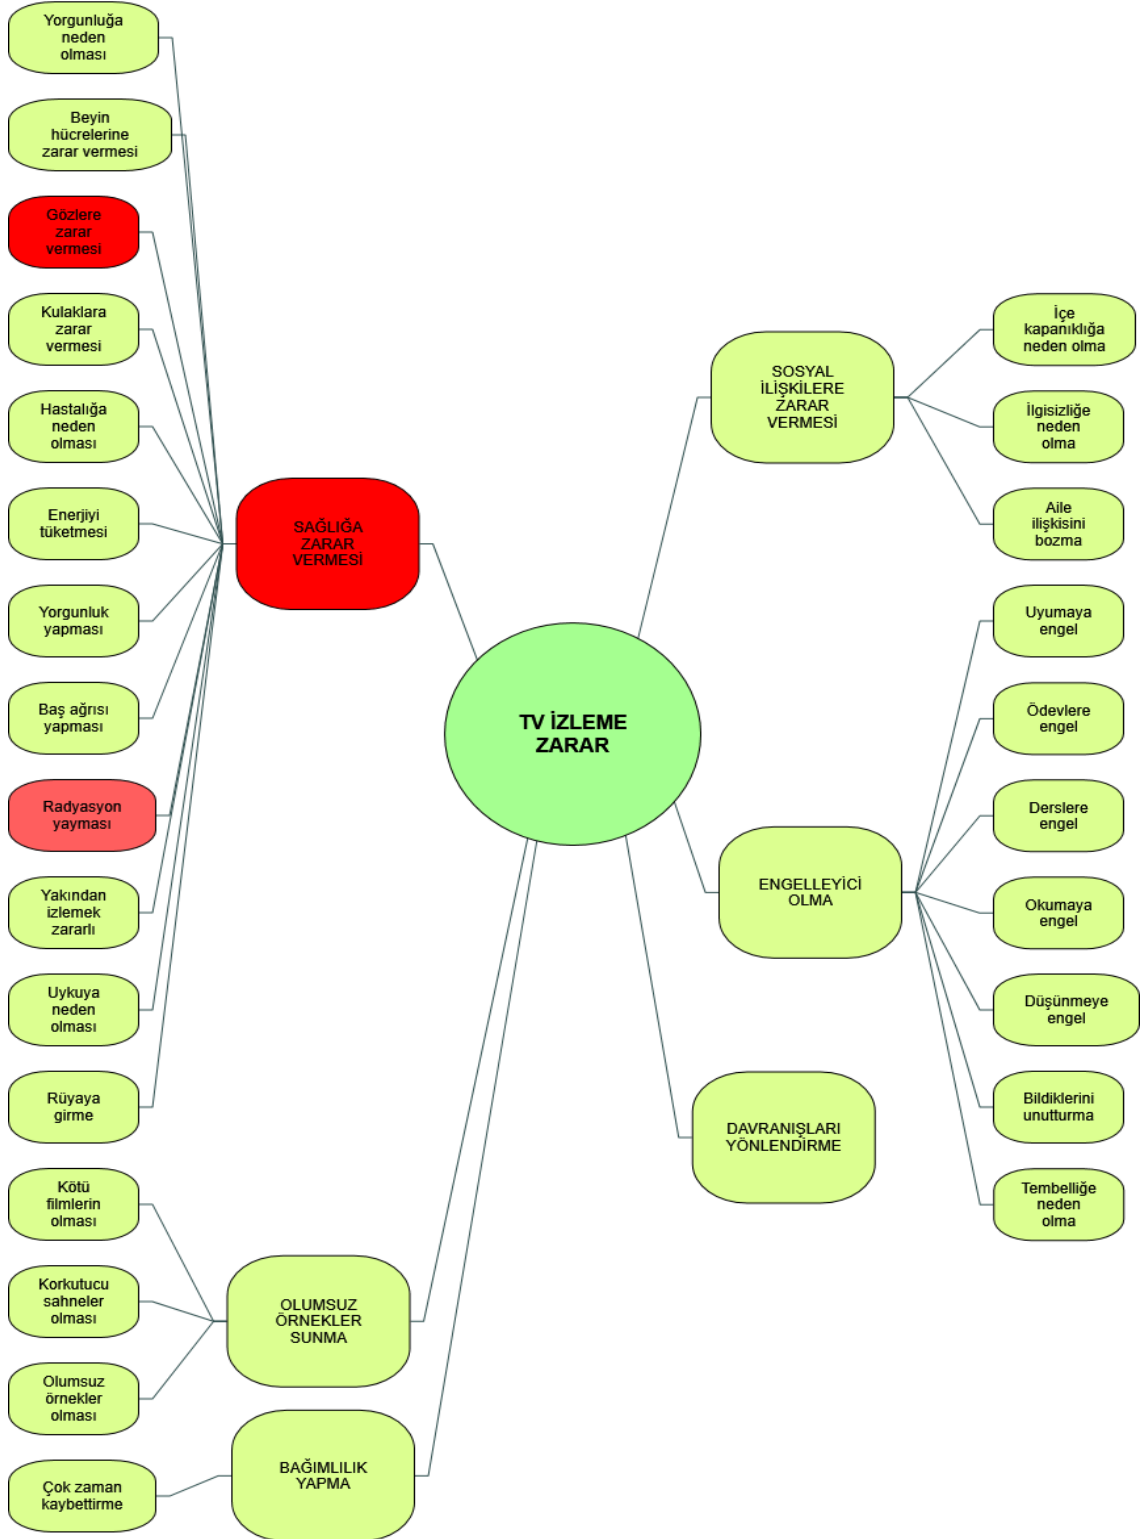 Yorgunluğa
neden
olması
Beyin
hücrelerine
zarar vermesi
Gözlere
zarar
vermesi
Kulaklara
zarar
vermesi
Hastalığa
neden
olması
Enerjiyi
tüketmesi
Yorgunluk
yapması
Baş ağrısı
yapması
Radyasyon
yayması
Yakından
izlemek
zararlı
Uykuya
neden
olması
Rüyaya
girme
Kötü
filmlerin
olması
Korkutucu
sahneler
olması
Olumsuz
örnekler
olması
Çok zaman
kaybettirme
SAĞLIĞA
ZARAR
VERMESİ
OLUMSUZ
ÖRNEKLER
SUNMA
BAĞIMLILIK
YAPMA
TV İZLEME
ZARAR
SOSYAL
İLİŞKİLERE
ZARAR
VERMESİ
ENGELLEYİCİ
OLMA
DAVRANIŞLARI
YÖNLENDİRME
İçe
kapanıklığa
neden olma
İlgisizliğe
neden
olma
Aile
ilişkisini
bozma
Uyumaya
engel
Ödevlere
engel
Derslere
engel
Okumaya
engel
Düşünmeye
engel
Bildiklerini
unutturma
Tembelliğe
neden
olma